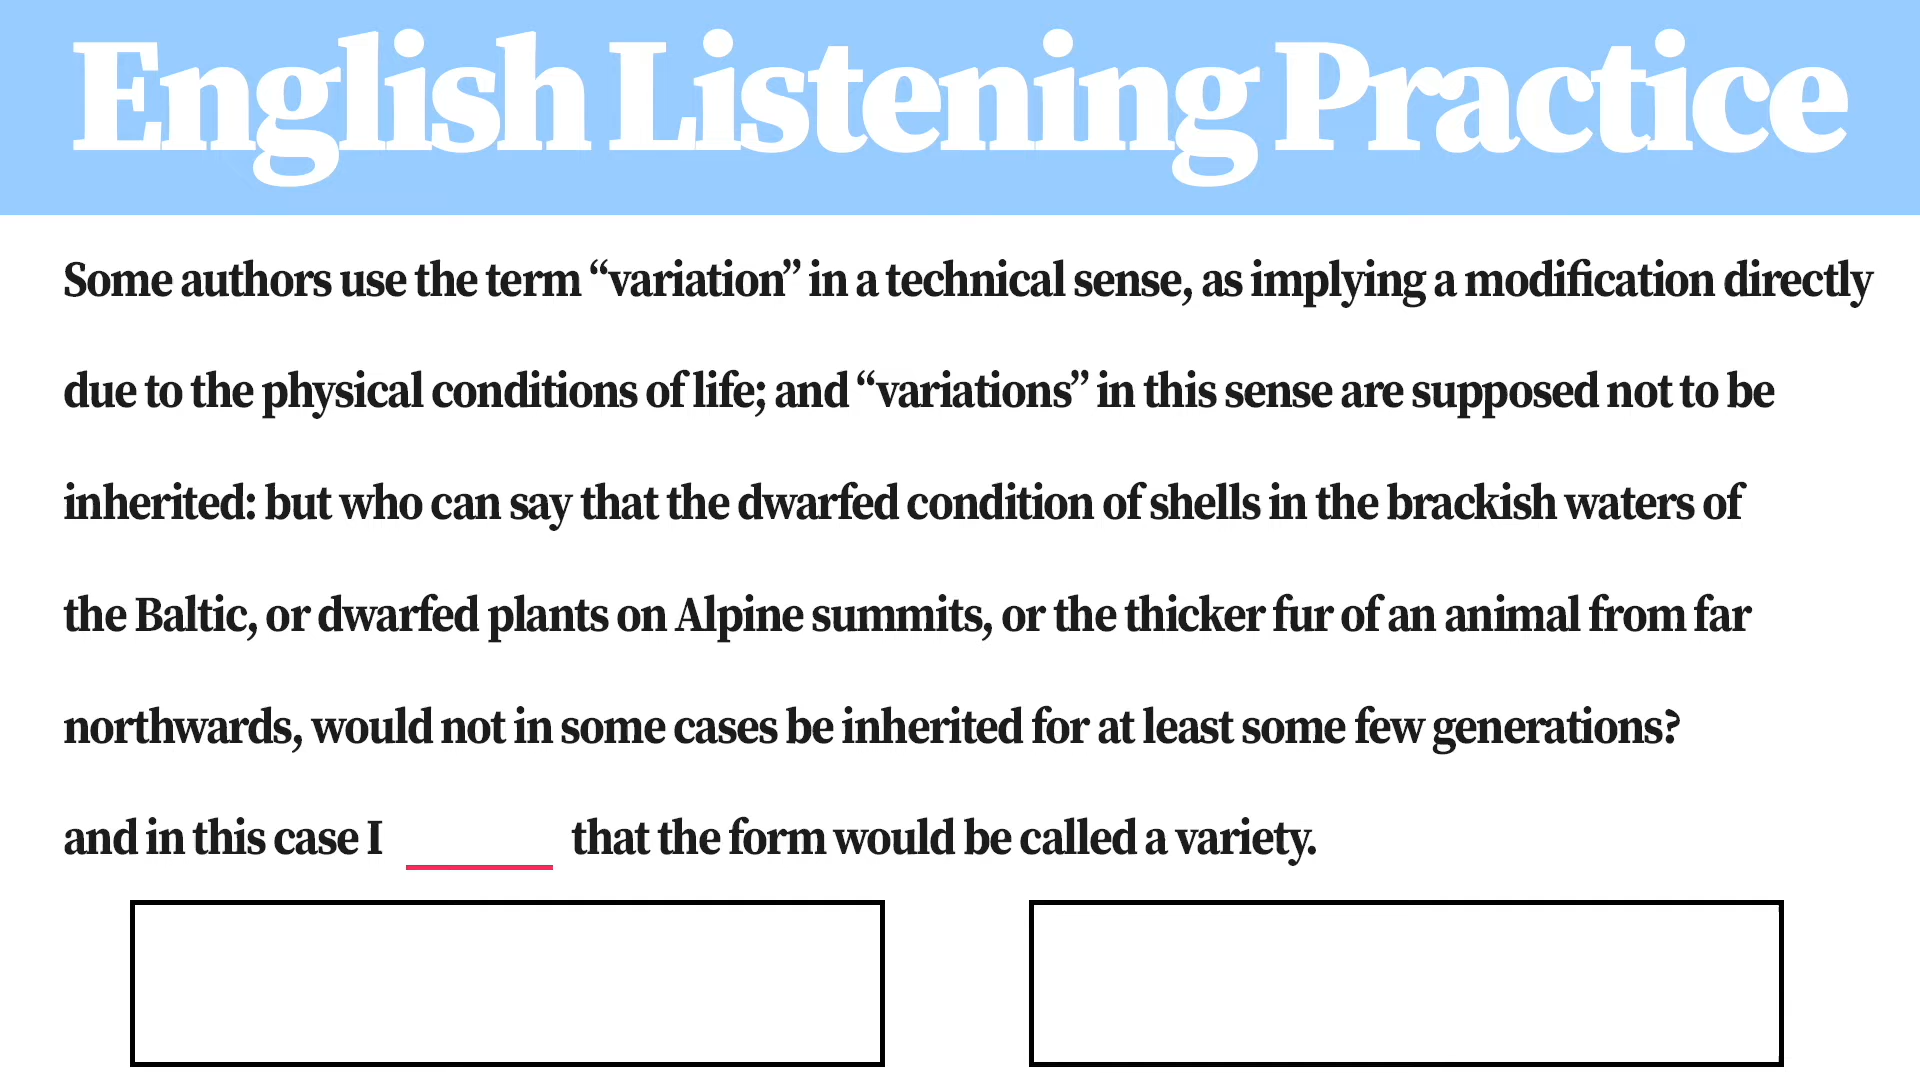 English Listening Practice
Some authors use the term “variation” in a technical sense, as implying a modification directly
due to the physical conditions of life; and “variations” in this sense are supposed not to be
inherited: but who can say that the dwarfed condition of shells in the brackish waters of
the Baltic, or dwarfed plants on Alpine summits, or the thicker fur of an animal from far
northwards, would not in some cases be inherited for at least some few generations?
and in this case I ______ that the form would be called a variety.